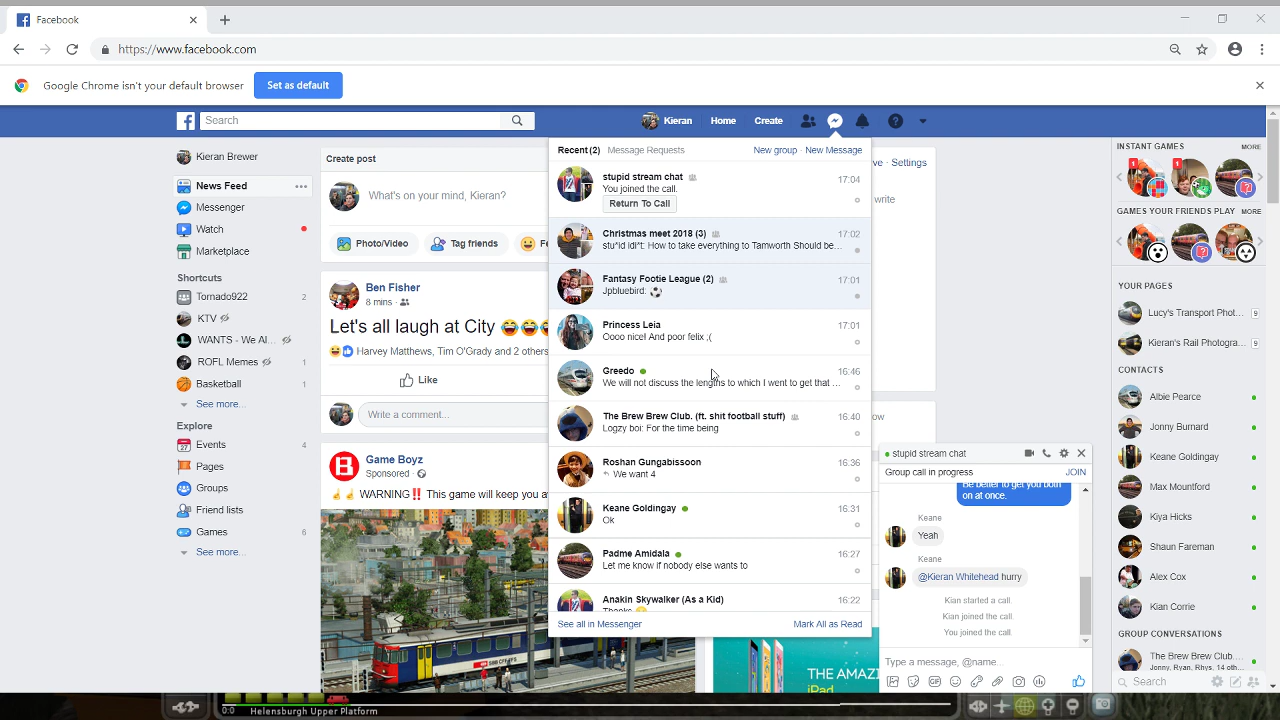 Facebook
https://www.facebook.com
Google Chrome isn't your default browser
Set as default
Search
Kieran
Home
Create
Kieran Brewer
News Feed
Messenger
Watch
Marketplace
Shortcuts
Tornado922 2
KTV
WANTS - We Al...
ROFL Memes 1
Basketball 1
See more...
Explore
Events 4
Pages
Groups
Friend lists
Games 6
See more...
Create post
What's on your mind, Kieran?
Photo/Video
Tag friends
Fe
Ben Fisher
8 mins
Let's all laugh at City
Harvey Matthews, Tim O'Grady and 2 others
Like
Write a comment...
Game Boyz
Sponsored
WARNING!! This game will keep you aw
Recent (2) Message Requests New group · New Message
stupid stream chat 17:04
You joined the call.
Return To Call
Christmas meet 2018 (3) 17:02
stu*id idi*t: How to take everything to Tamworth Should be...
Fantasy Footie League (2) 17:01
Jpbluebird:
Princess Leia 17:01
Oooo nice! And poor felix ;(
Greedo 16:46
We will not discuss the lengths to which I went to get that ...
The Brew Brew Club. (ft. shit football stuff) 16:40
Logzy boi: For the time being
Roshan Gungabissoon 16:36
We want 4
Keane Goldingay 16:31
Ok
Padme Amidala 16:27
Let me know if nobody else wants to
Anakin Skywalker (As a Kid) 16:22
Thanks
See all in Messenger Mark All as Read
ve · Settings
write
ow
THE AMAZI
iPad
stupid stream chat
Group call in progress JOIN
Be better to get you both
on at once.
Keane
Yeah
Keane
@Kieran Whitehead hurry
Kian started a call.
Kian joined the call.
You joined the call.
Type a message, @name...
GIF
INSTANT GAMES MORE
1
1
GAMES YOUR FRIENDS PLAY MORE
YOUR PAGES
Lucy's Transport Phot... 9
Kieran's Rail Photogra... 9
CONTACTS
Albie Pearce
Jonny Burnard
Keane Goldingay
Max Mountford
Kiya Hicks
Shaun Fareman
Alex Cox
Kian Corrie
GROUP CONVERSATIONS
The Brew Brew Club....
Jonny, Ryan, Rhys, 14 oth...
Search
0:0 Helensburgh Upper Platform